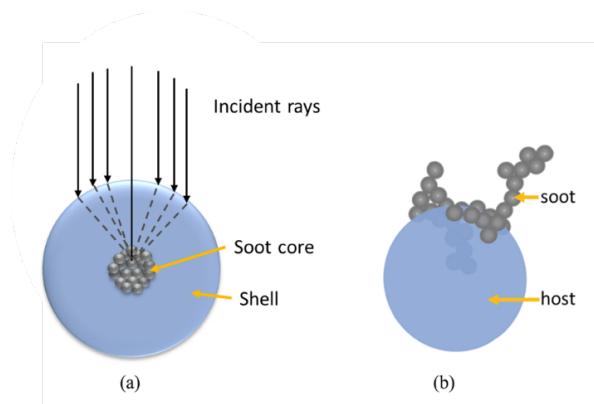 Incident rays
Soot core
Shell
(a)
soot
host
(b)